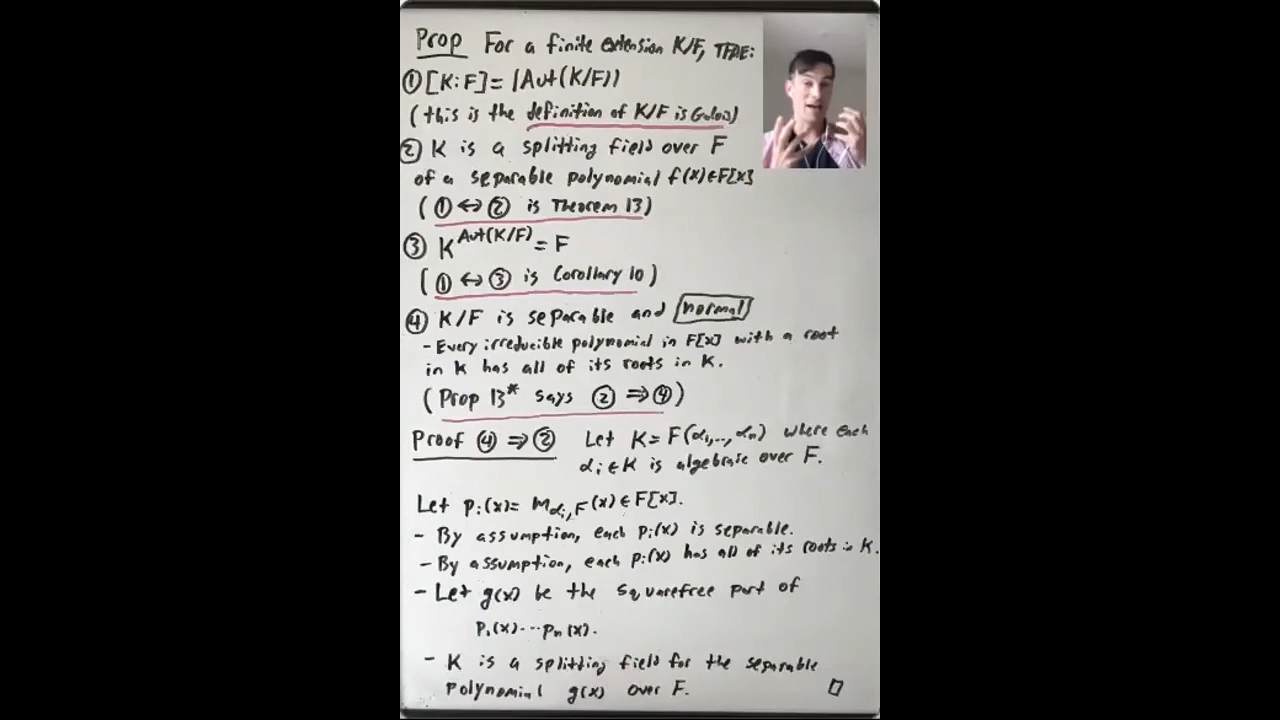 Prop For a finite extension K/F, TFAE:
① [K:F]=|Aut(K/F)|
(this is the definition of K/F is Galois)
② K is a splitting field over F
of a separable polynomial f(x)∈F[x]
(①↔② is Theorem 13)
③ K^Aut(K/F) = F
(①↔③ is Corollary 10)
④ K/F is separable and normal
- Every irreducible polynomial in F[x] with a root
in K has all of its roots in K.
(Prop 13* says ②⇒④)
Proof ④⇒② Let K=F(α₁,..,αₙ) where each
αᵢ∈K is algebraic over F.
Let pᵢ(x)= m_αᵢ,F(x)∈F[x].
- By assumption, each pᵢ(x) is separable.
- By assumption, each pᵢ(x) has all of its roots in K.
- Let g(x) be the squarefree part of
p₁(x)···pₙ(x).
- K is a splitting field for the separable
polynomial g(x) over F. □